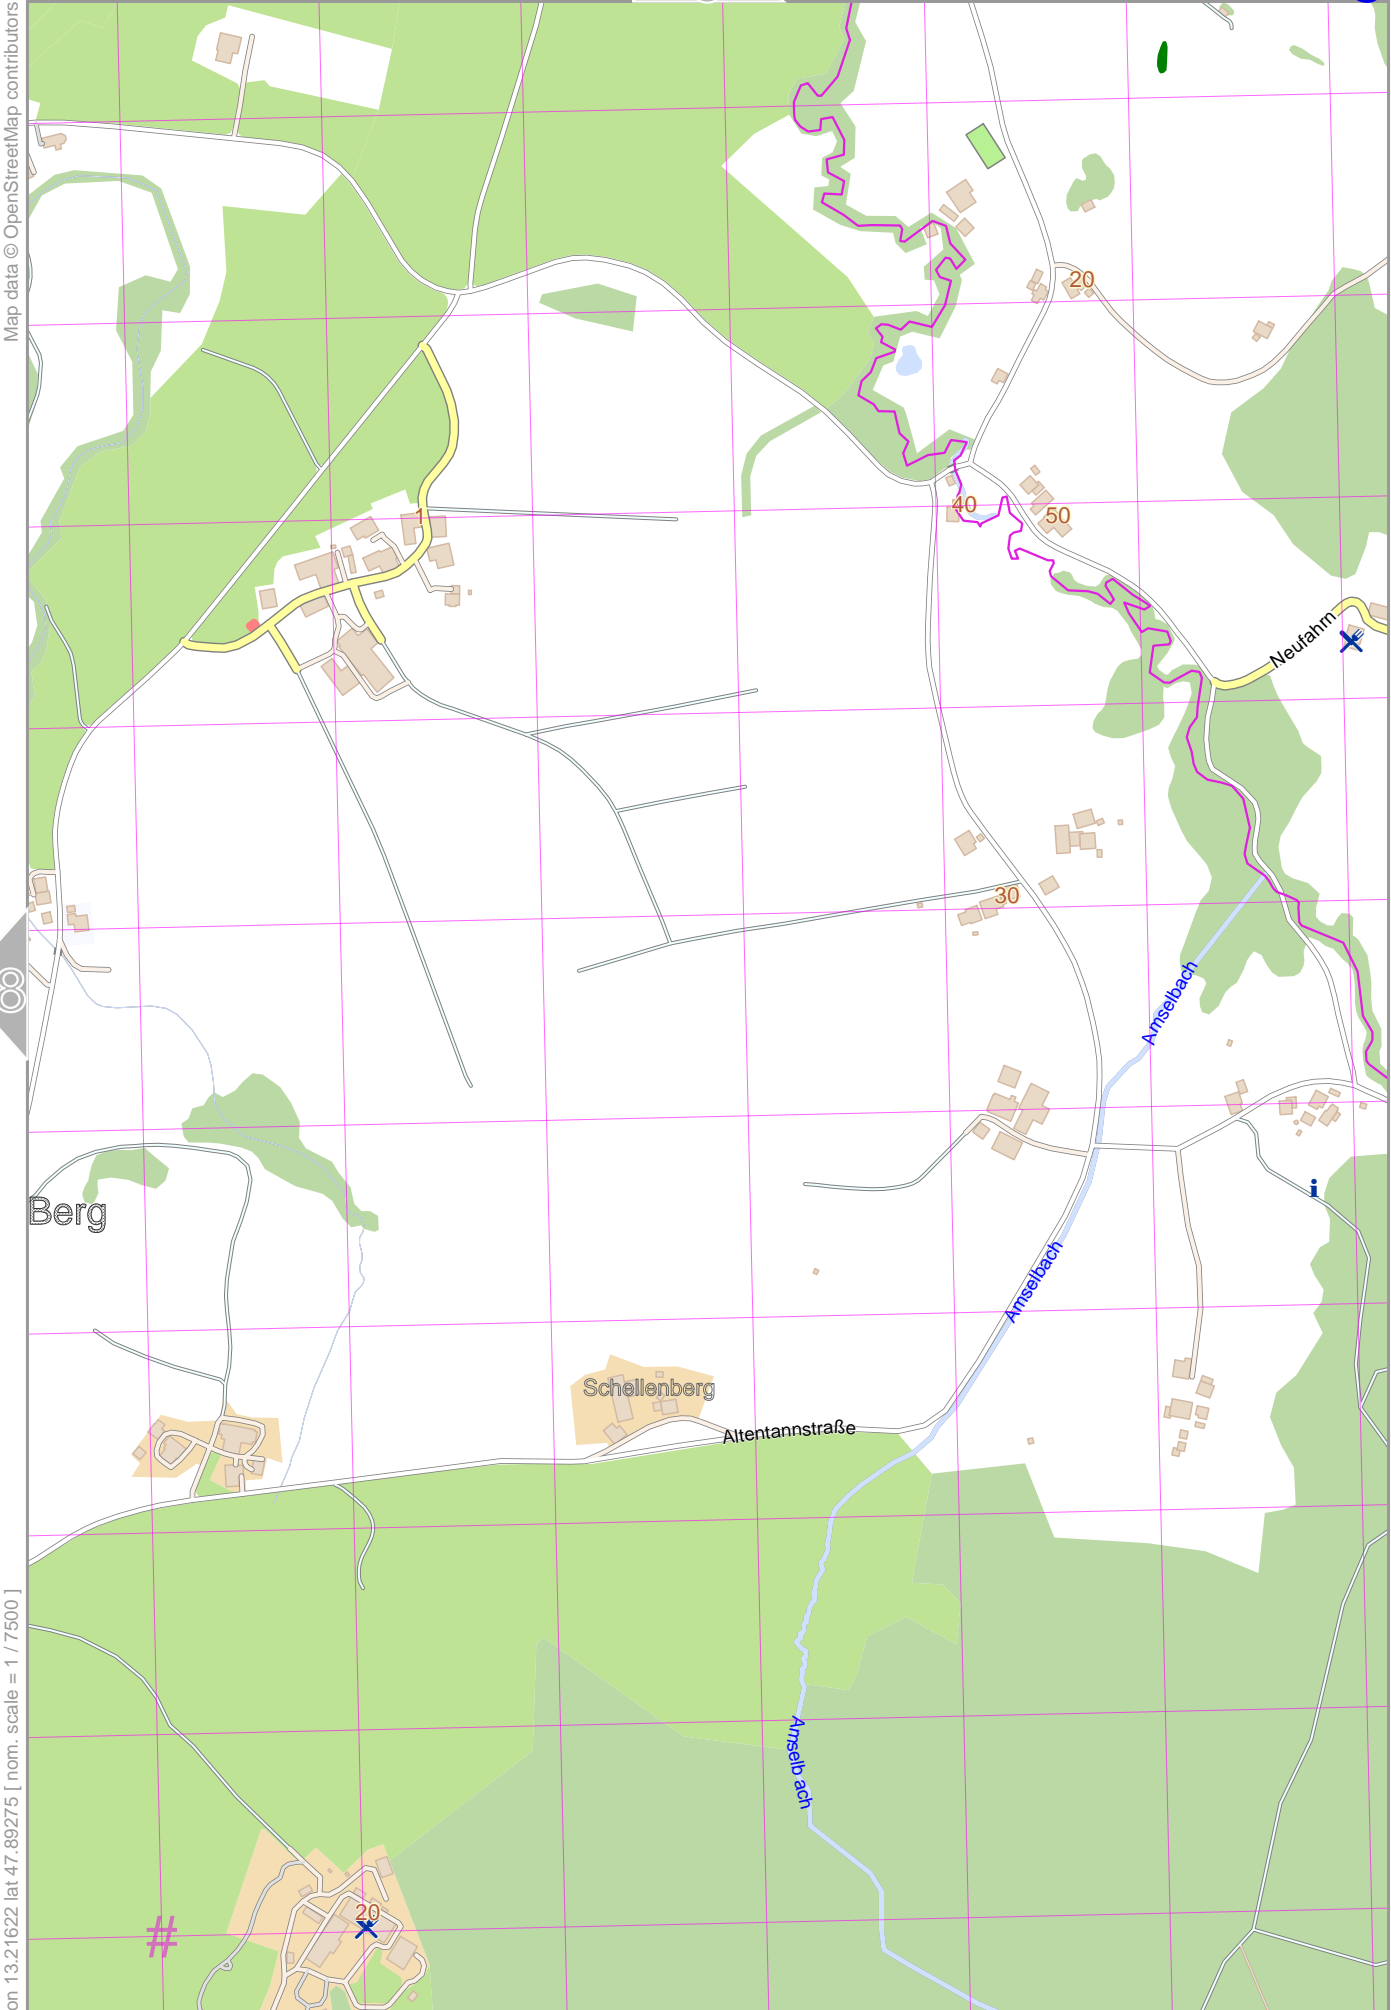 Map data © OpenStreetMap contributors
20
1
40
50
Neufahrn
30
8
Amselbach
Berg
i
Amselbach
Schellenberg
Altentannstraße
on 13.21622 lat 47.89275 [ nom. scale = 1 / 7500 ]
Amselb ach
20
#